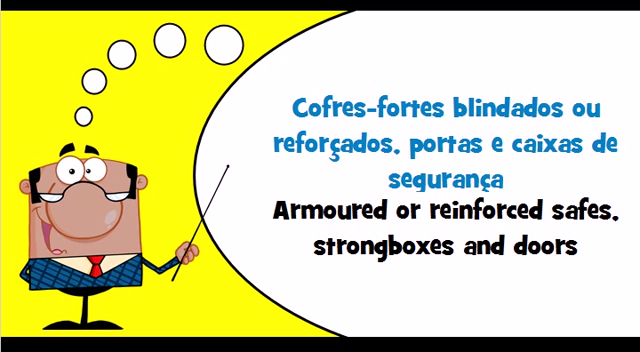 Cofres-fortes blindados ou
reforçados, portas e caixas de
segurança
Armoured or reinforced safes,
strongboxes and doors